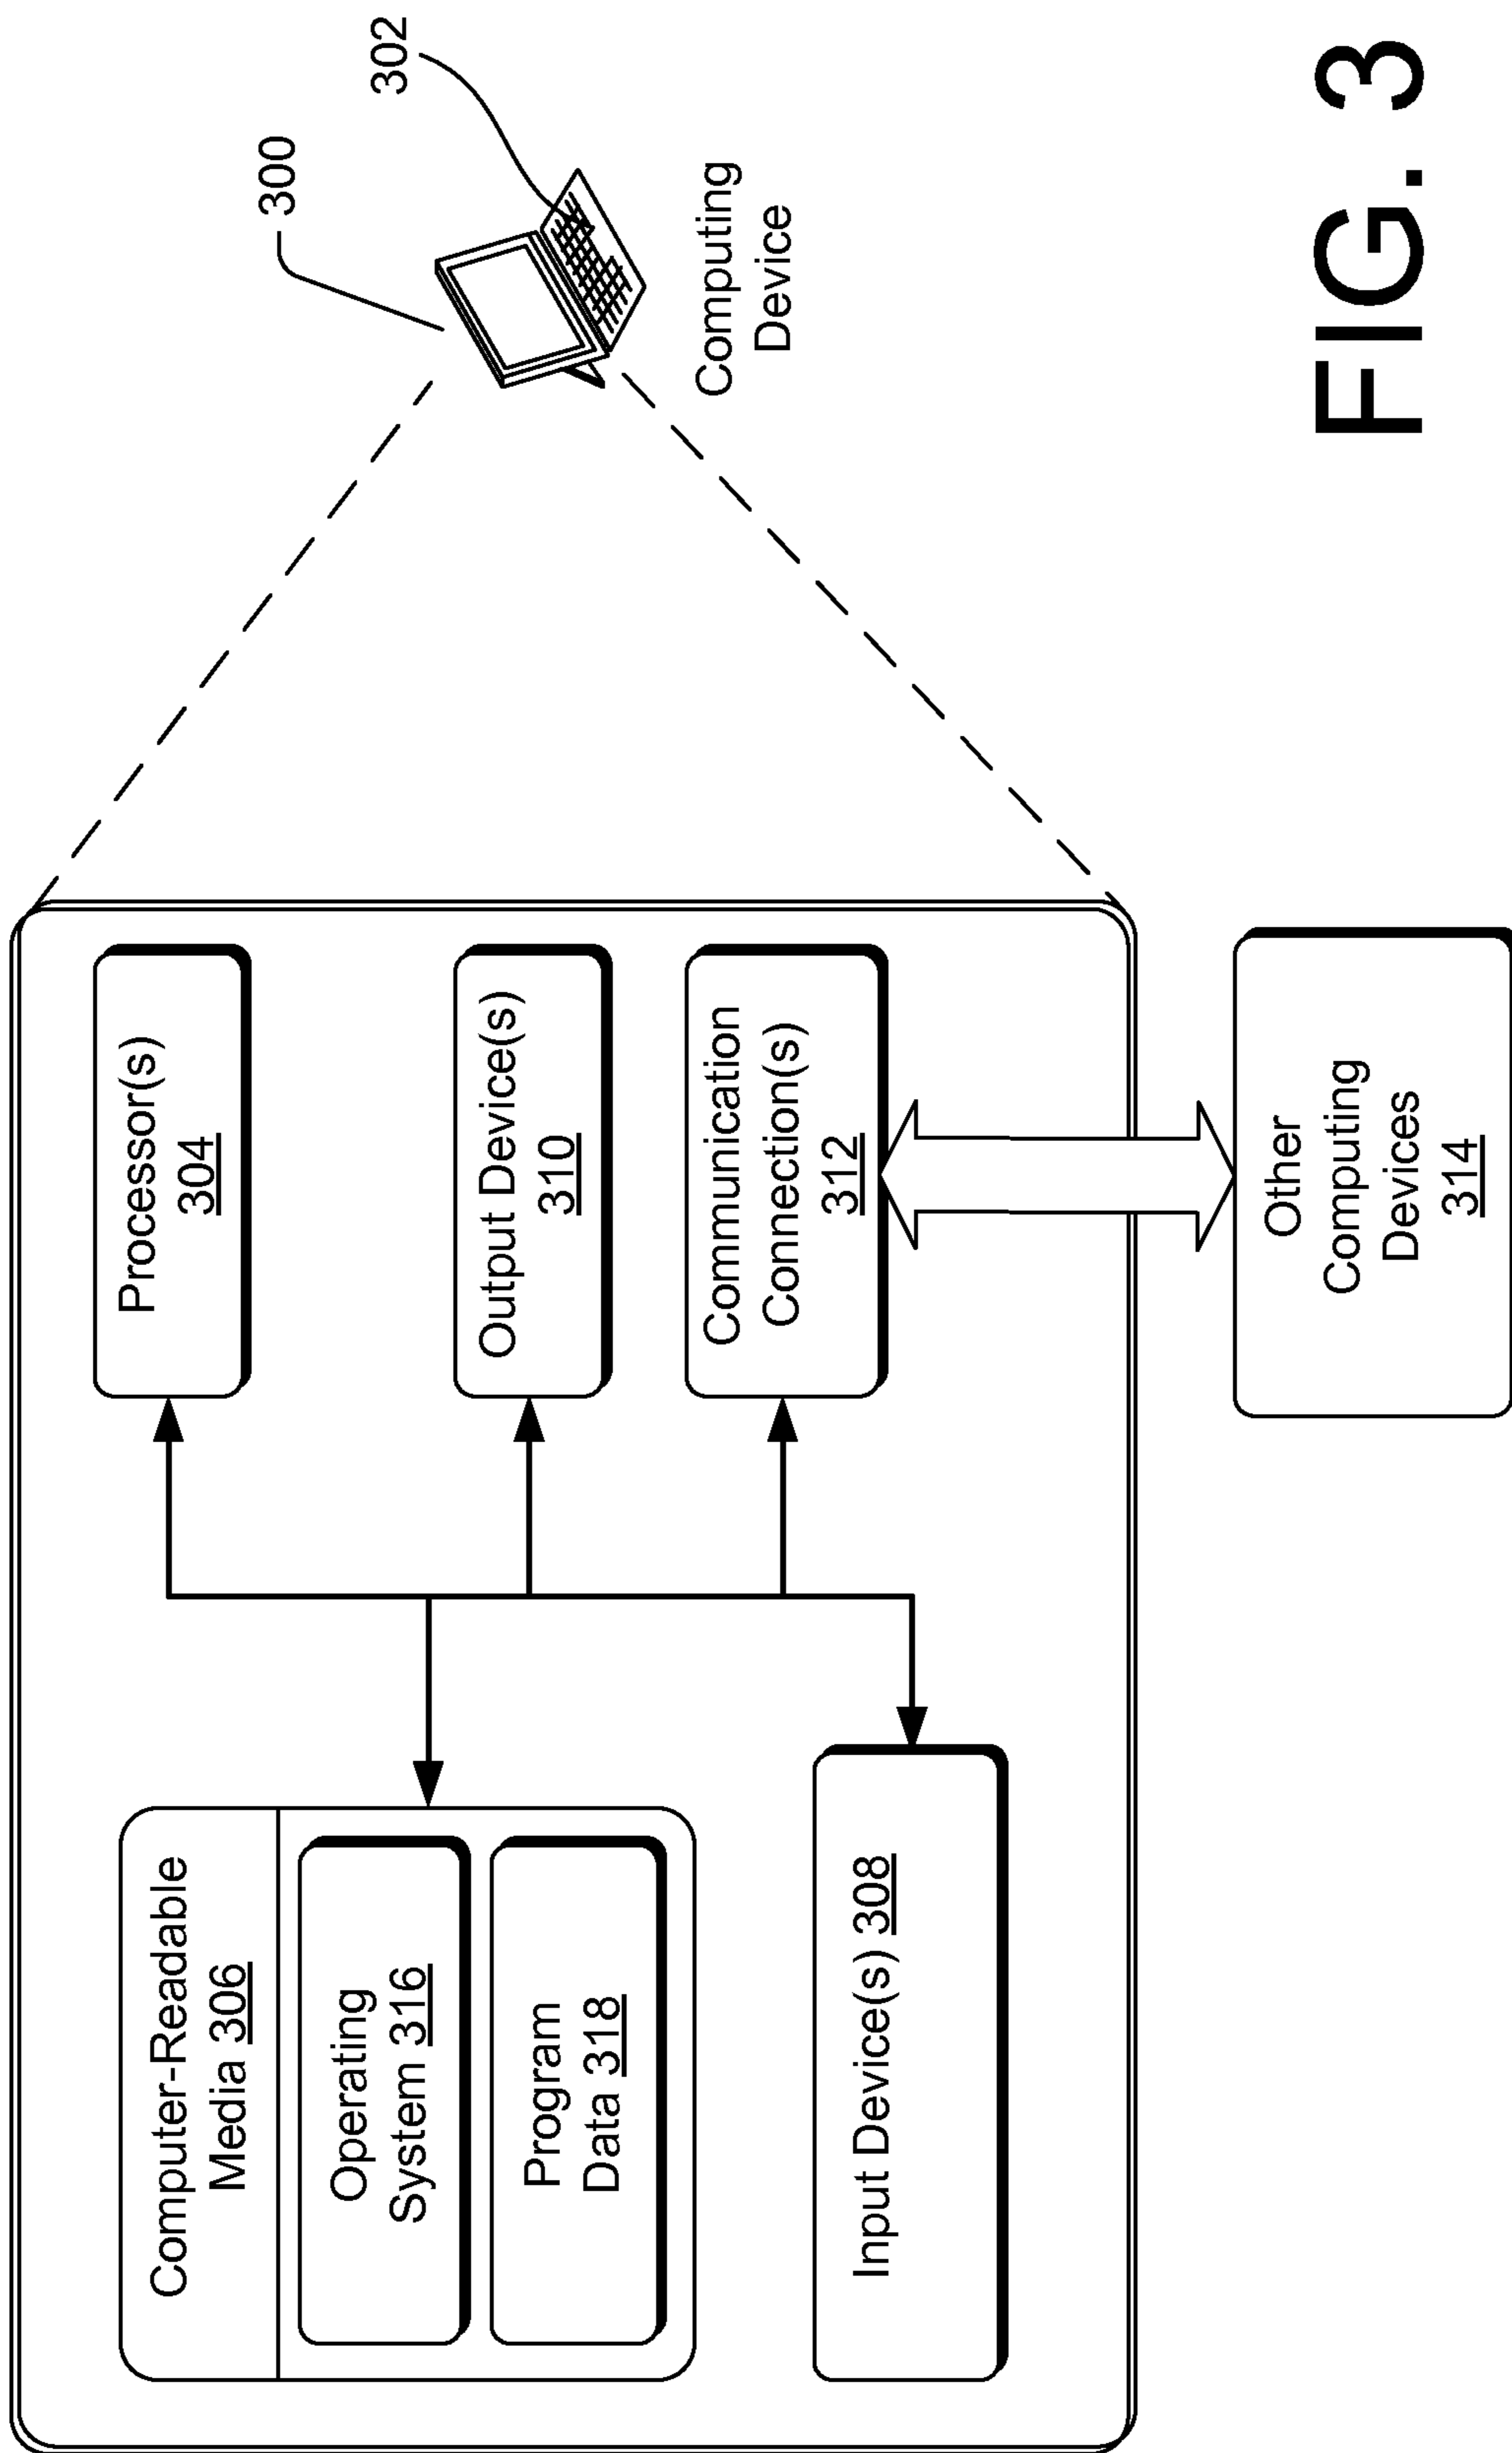 300
302
Computing
Device
Computer-Readable
Media 306
Operating
System 316
Program
Data 318
Input Device(s) 308
Processor(s)
304
Output Device(s)
310
Communication
Connection(s)
312
Other
Computing
Devices
314
FIG. 3